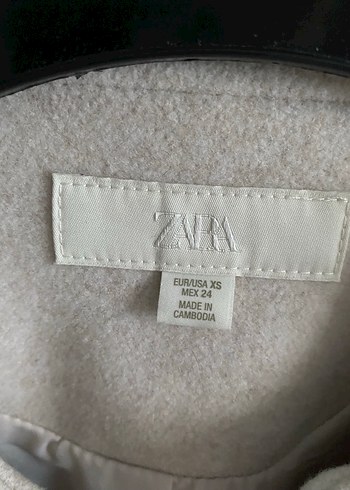 ZARA
EUR/USA XS
MEX 24
MADE IN
CAMBODIA